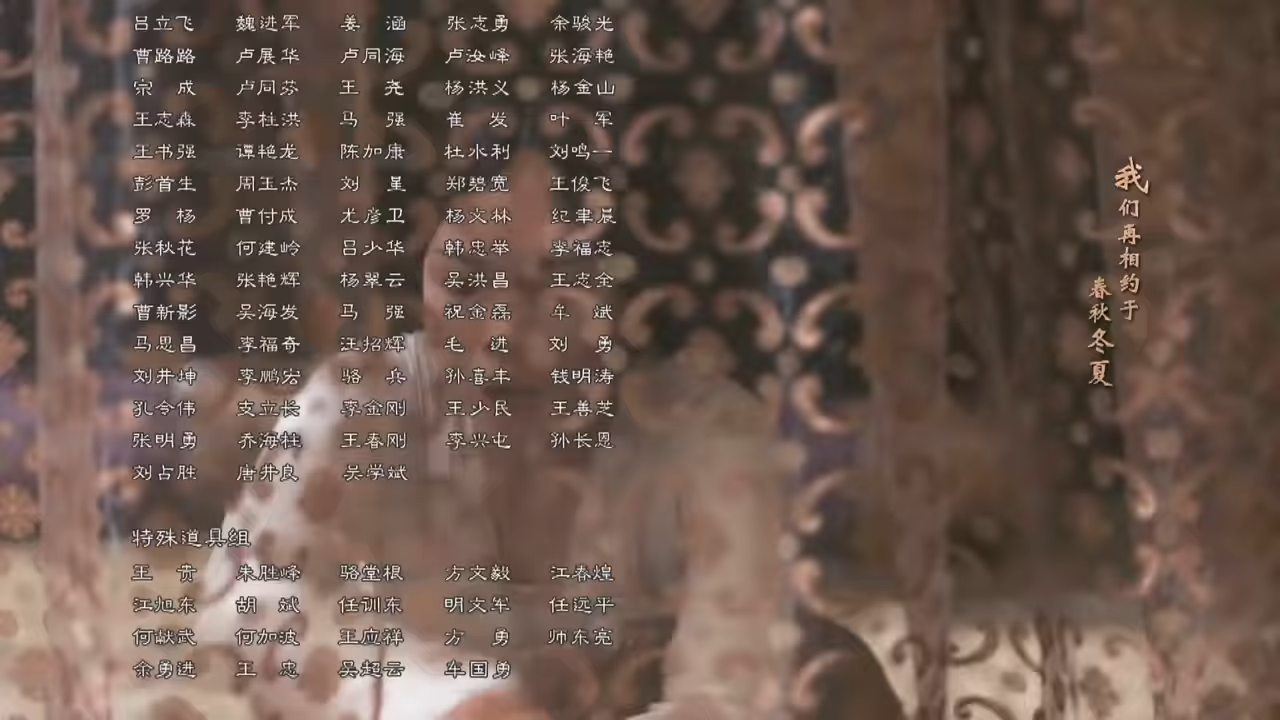 吕立飞 魏进军 姜 涵 张志勇 余骏光
曹路路 卢展华 卢同海 卢汝峰 张海艳
宗 成 卢同芬 王 尧 杨洪义 杨金山
王志森 李柱洪 马 强 崔 发 叶 军
王书强 谭艳龙 陈加康 杜水利 刘鸣一
彭首生 周玉杰 刘 星 郑碧宽 王俊飞
罗 杨 曹付成 尤彦卫 杨文林 纪聿晨
张秋花 何建岭 吕少华 韩忠举 李福志
韩兴华 张艳辉 杨翠云 吴洪昌 王志全
曹新影 吴海发 马 强 祝金磊 牟 斌
马思昌 李福奇 汪招辉 毛 进 刘 勇
刘井坤 李鹏宏 骆 兵 孙喜丰 钱明涛
孔令伟 支立长 李金刚 王少民 王善芝
张明勇 乔海柱 王春刚 李兴屯 孙长恩
刘占胜 唐井良 吴学斌
特殊道具组
王 贵 朱胜峰 骆堂根 方文毅 江春煌
江旭东 胡 斌 任训东 明文军 任远平
何献武 何加波 王应祥 方 勇 帅东宽
余勇进 王 忠 吴超云 车国勇
我们再相约于
春秋冬夏